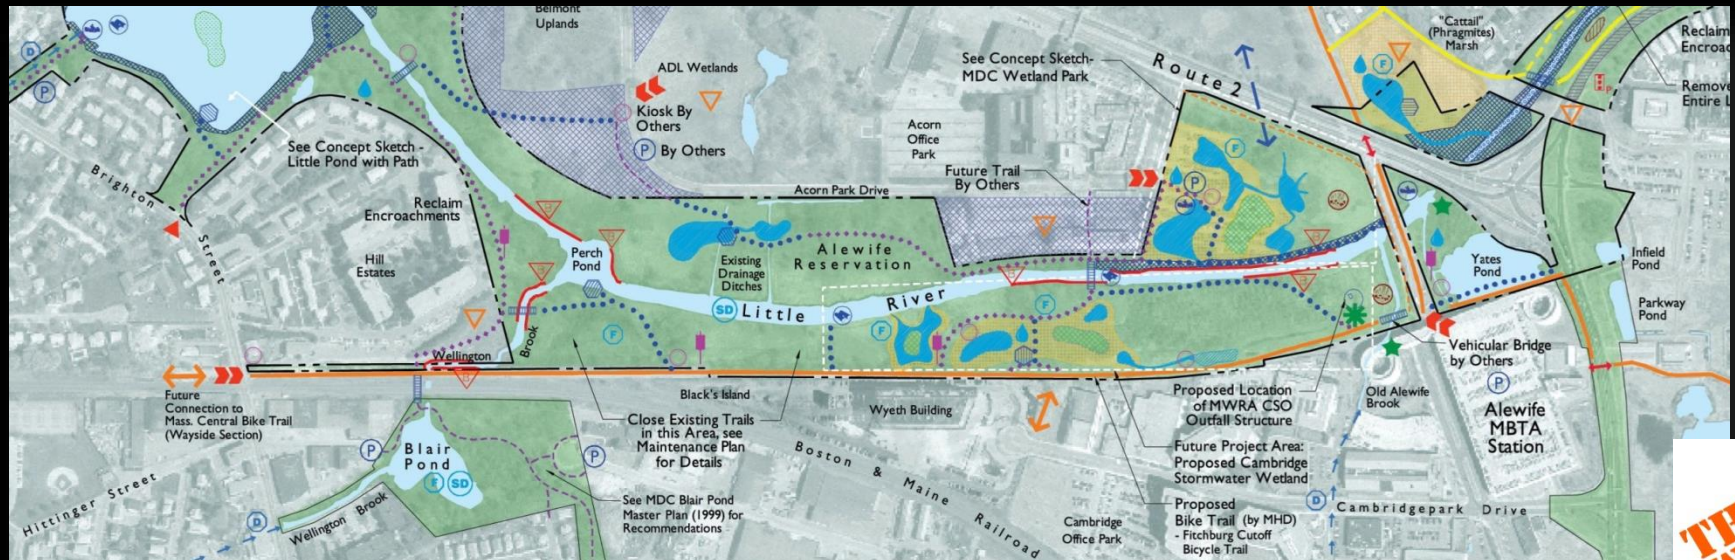 Belmont
Uplands
ADL Wetlands
Kiosk By
Others
P By Others
See Concept Sketch-
MDC Wetland Park
Route 2
"Cattail"
(Phragmites)
Marsh
Reclaim
Remove
Entire
D
P
See Concept Sketch -
Little Pond with Path
Brighton
Street
Reclaim
Encroachments
Hill
Estates
Acorn
Office
Park
Future Trail
By Others
Acorn Park Drive
F
P
Perch
Pond
Existing
Drainage
Ditches
Alewife
Reservation
Yates
Pond
Infield
Pond
Parkway
Pond
SD
Little
River
F
F
F
Wellington
Brook
Vehicular Bridge
by Others
P
Future
Connection to
Mass. Central Bike Trail
(Wayside Section)
Black's Island
Close Existing Trails
in this Area, see
Maintenance Plan
for Details
Wyeth Building
Proposed Location
of MWRA CSO
Outfall Structure
Old Alewife
Brook
Alewife
MBTA
Station
Future Project Area:
Proposed Cambridge
Stormwater Wetland
Blair
Pond
F SD
P
P
Boston & Maine Railroad
Hittinger Street
D
Wellington Brook
See MDC Blair Pond
Master Plan (1999) for
Recommendations
Cambridge
Office Park
Proposed
Bike Trail (by MHD)
- Fitchburg Cutoff
Bicycle Trail
D
Cambridgepark Drive